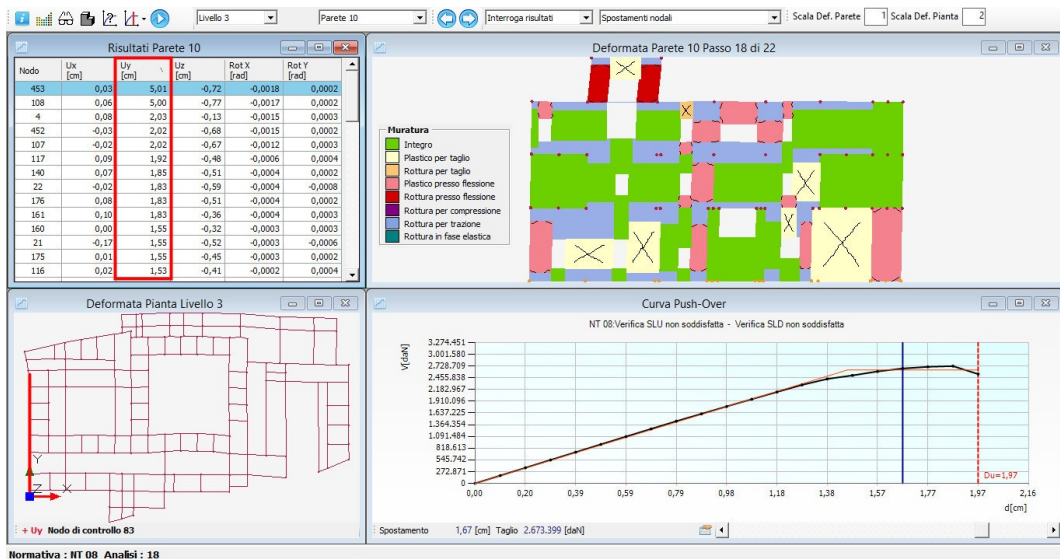 Livello 3
Parete 10
Interroga risultati
Spostamenti nodali
Scala Def. Parete 1 Scala Def. Pianta 2
Risultati Parete 10
Nodo Ux [cm] Uy [cm] Uz [cm] Rot X [rad] Rot Y [rad]
453 0,03 5,01 -0,72 -0,0018 0,0002
108 0,06 5,00 -0,77 -0,0017 0,0002
4 0,08 2,03 -0,13 -0,0015 0,0003
452 -0,03 2,02 -0,68 -0,0015 0,0002
107 -0,02 2,02 -0,67 -0,0012 0,0003
117 0,09 1,92 -0,48 -0,0006 0,0004
140 0,07 1,85 -0,51 -0,0004 0,0002
22 -0,02 1,83 -0,59 -0,0004 -0,0008
176 0,08 1,83 -0,51 -0,0004 0,0002
161 0,10 1,83 -0,36 -0,0004 0,0003
160 0,00 1,55 -0,32 -0,0003 0,0003
21 -0,17 1,55 -0,52 -0,0003 -0,0006
175 0,01 1,55 -0,45 -0,0003 0,0002
116 0,02 1,53 -0,41 -0,0002 0,0004
Deformata Parete 10 Passo 18 di 22
Muratura
Integro
Plastico per taglio
Rottura per taglio
Plastico presso flessione
Rottura presso flessione
Rottura per compressione
Rottura per trazione
Rottura in fase elastica
Deformata Pianta Livello 3
Y
Z X
+ Uy Nodo di controllo 83
Curva Push-Over
NT 08:Verifica SLU non soddisfatta - Verifica SLD non soddisfatta
V[daN]
3.274.451
3.001.580
2.728.709
2.455.838
2.182.967
1.910.096
1.637.225
1.364.354
1.091.484
818.613
545.742
272.871
0
0,00 0,20 0,39 0,59 0,79 0,98 1,18 1,38 1,57 1,77 1,97 2,16
Du=1,97
d[cm]
Spostamento 1,67 [cm] Taglio 2.673.399 [daN]
Normativa : NT 08 Analisi : 18